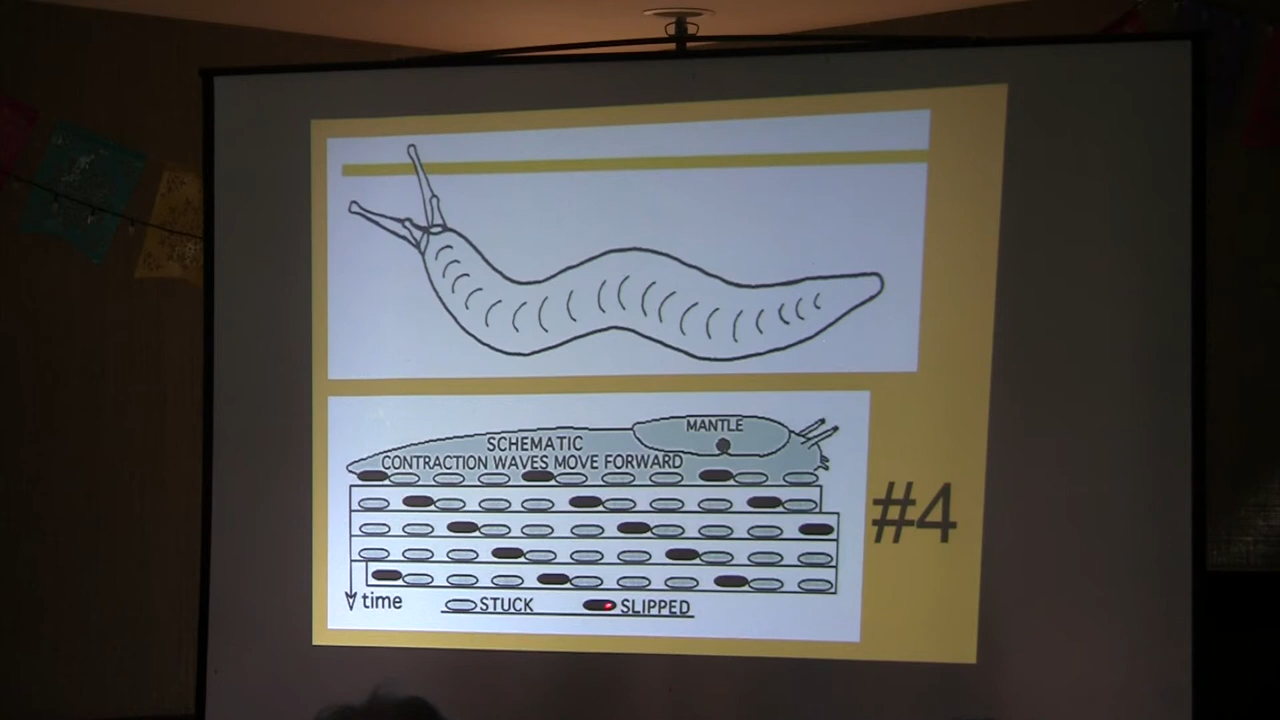 MANTLE
SCHEMATIC
CONTRACTION WAVES MOVE FORWARD
#4
time
STUCK
SLIPPED